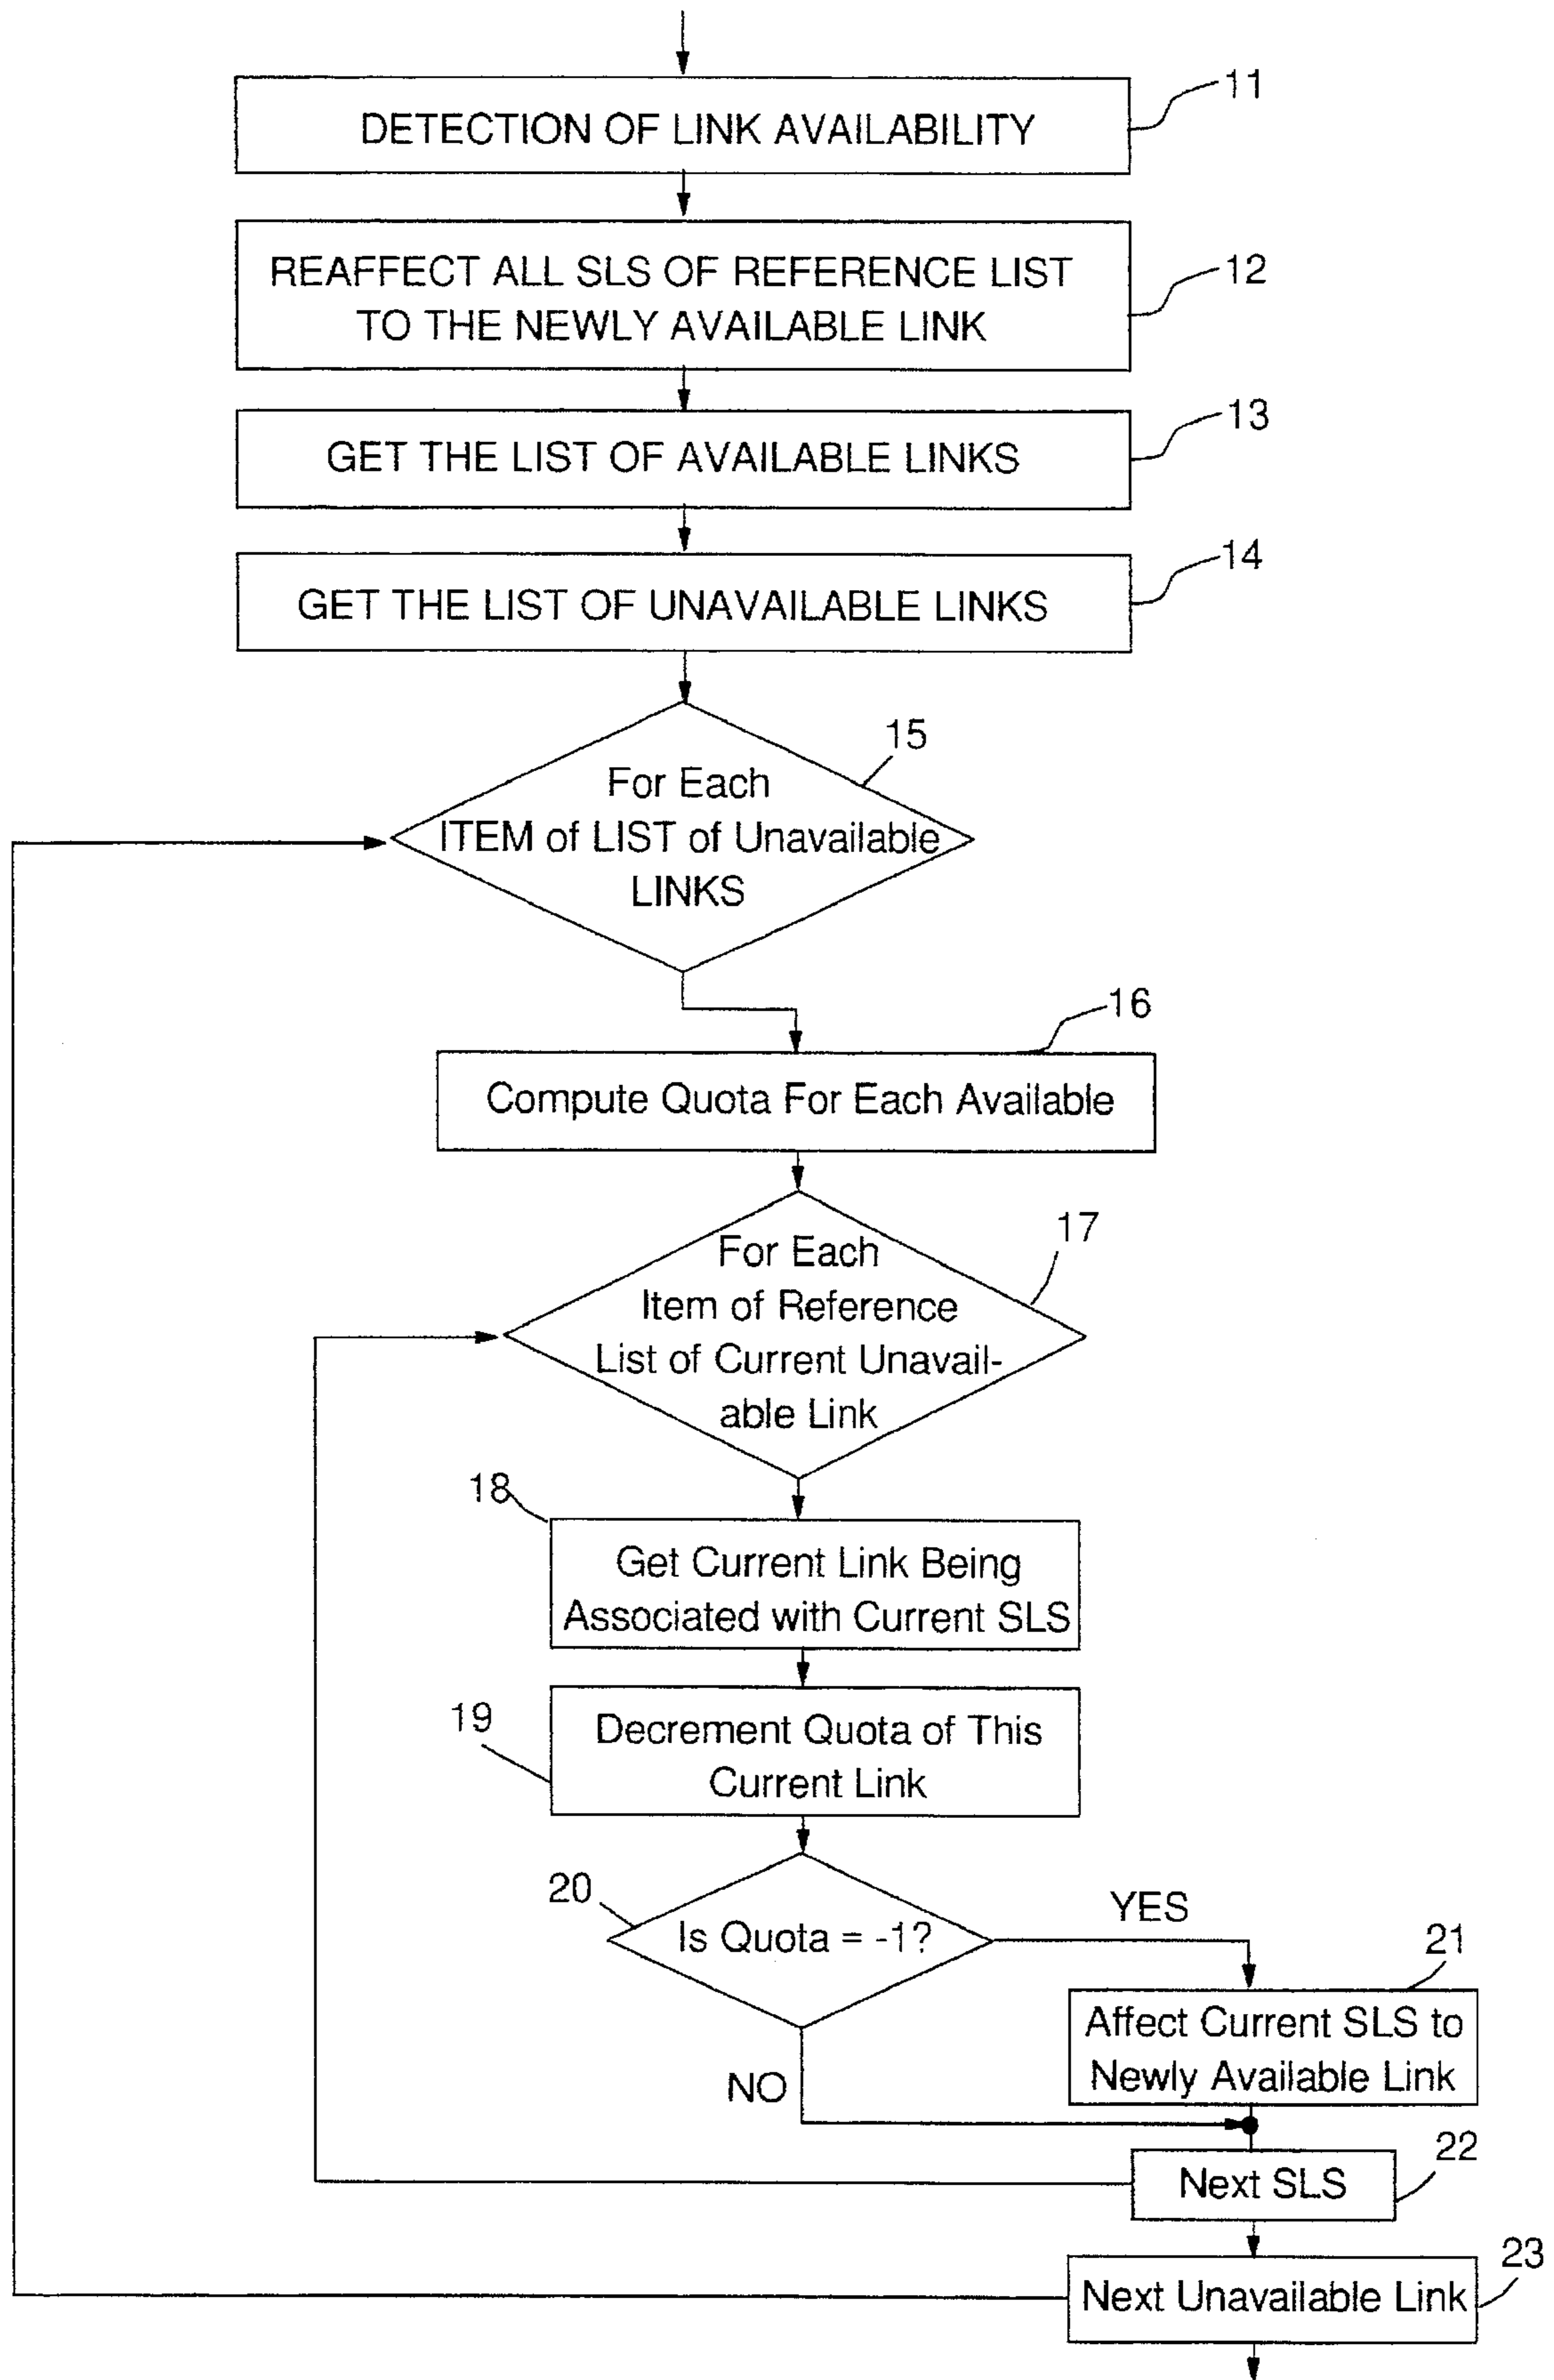 11
DETECTION OF LINK AVAILABILITY
12
REAFFECT ALL SLS OF REFERENCE LIST
TO THE NEWLY AVAILABLE LINK
13
GET THE LIST OF AVAILABLE LINKS
14
GET THE LIST OF UNAVAILABLE LINKS
15
For Each
ITEM of LIST of Unavailable
LINKS
16
Compute Quota For Each Available
17
For Each
Item of Reference
List of Current Unavail-
able Link
18
Get Current Link Being
Associated with Current SLS
19
Decrement Quota of This
Current Link
20
Is Quota = -1?
YES
21
Affect Current SLS to
Newly Available Link
NO
22
Next SLS
23
Next Unavailable Link